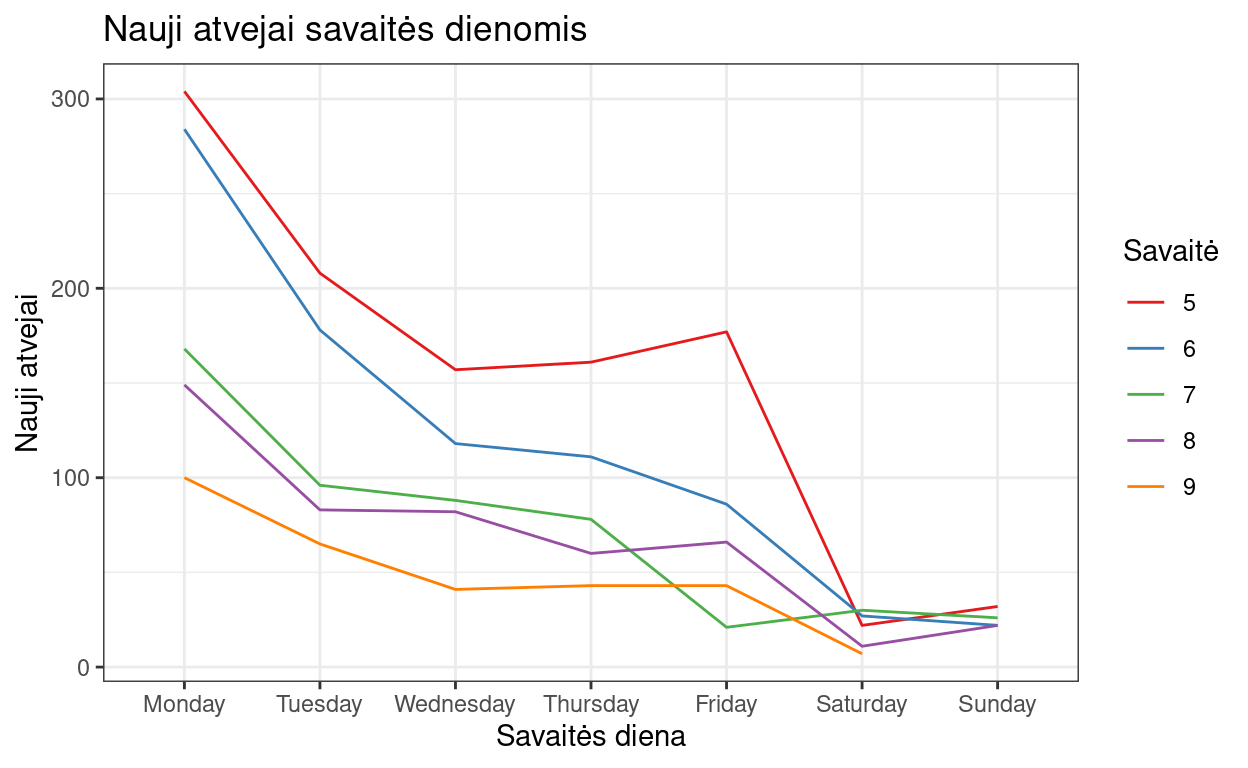 Nauji atvejai savaitės dienomis
Nauji atvejai
300
200
100
0
Monday Tuesday Wednesday Thursday Friday Saturday Sunday
Savaitės diena
Savaitė
5
6
7
8
9